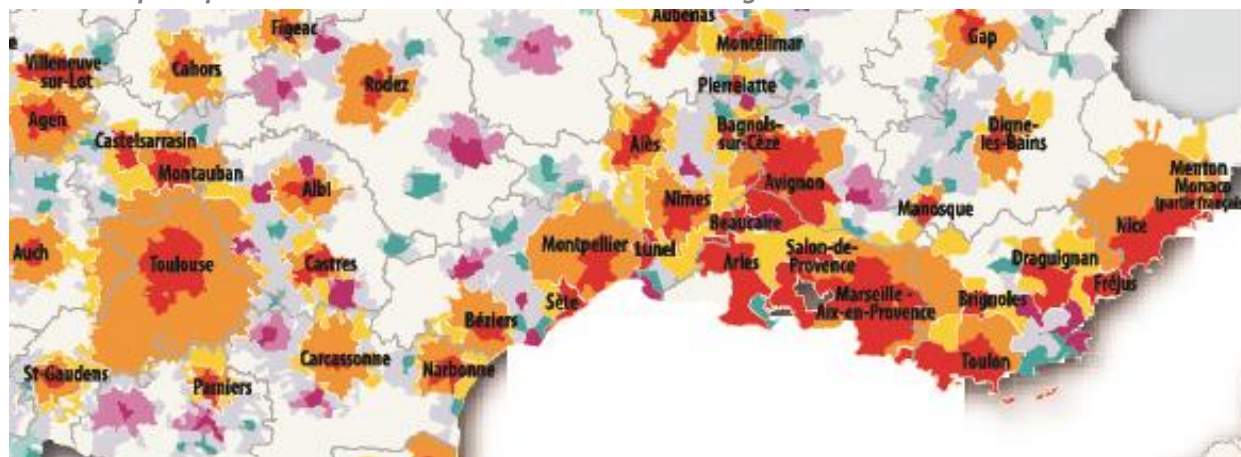 Figeac
Aubenas
Gap
Montélimar
Villeneuve
-sur-Lot
Cahors
Rodez
Pierrelatte
Agen
Castelsarrasin
Alès
Bagnols-
sur-Cèze
Digne-
les-Bains
Montauban
Albi
Avignon
Menton
Monaco
(partie français
Nîmes
Manosque
Beaucaire
Nice
Auch
Toulouse
Castres
Montpellier
Lunel
Arles
Salon-de-
Provence
Draguignan
Fréjus
Sète
Marseille -
Aix-en-Provence
Brignoles
Béziers
Carcassonne
St-Gaudens
Pamiers
Narbonne
Toulon